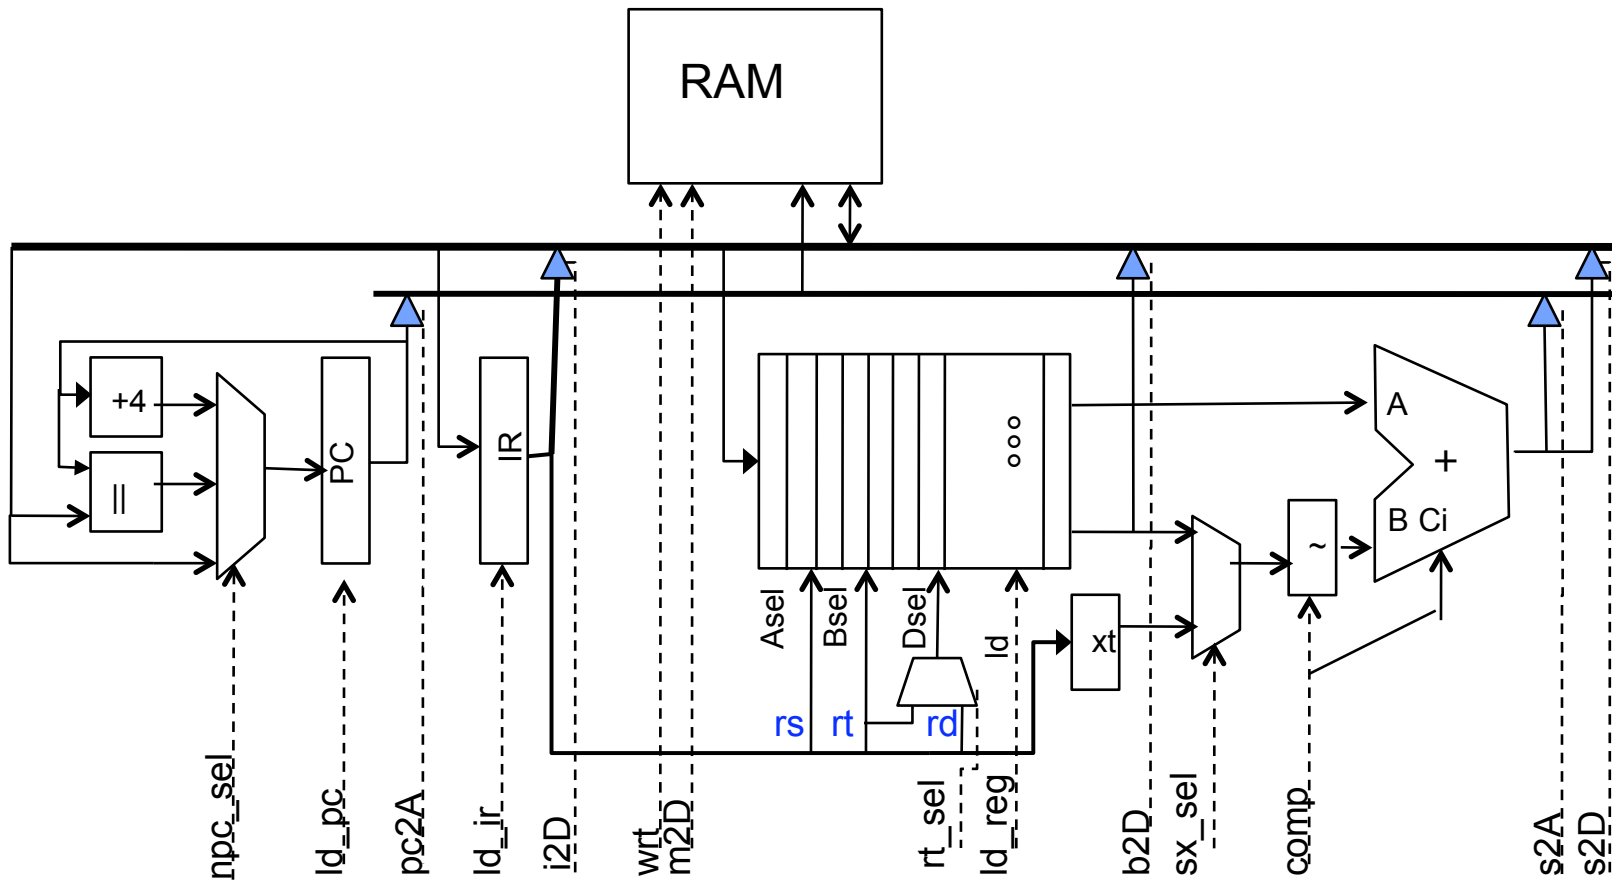 RAM
+4
||
PC
IR
A
+
B Ci
~
xt
Asel
Bsel
Dsel
ld
rs
rt
rd
npc_sel
ld_pc
pc2A
ld_ir
i2D
wrt
m2D
rt_sel
ld_reg
b2D
sx_sel
comp
s2A
s2D